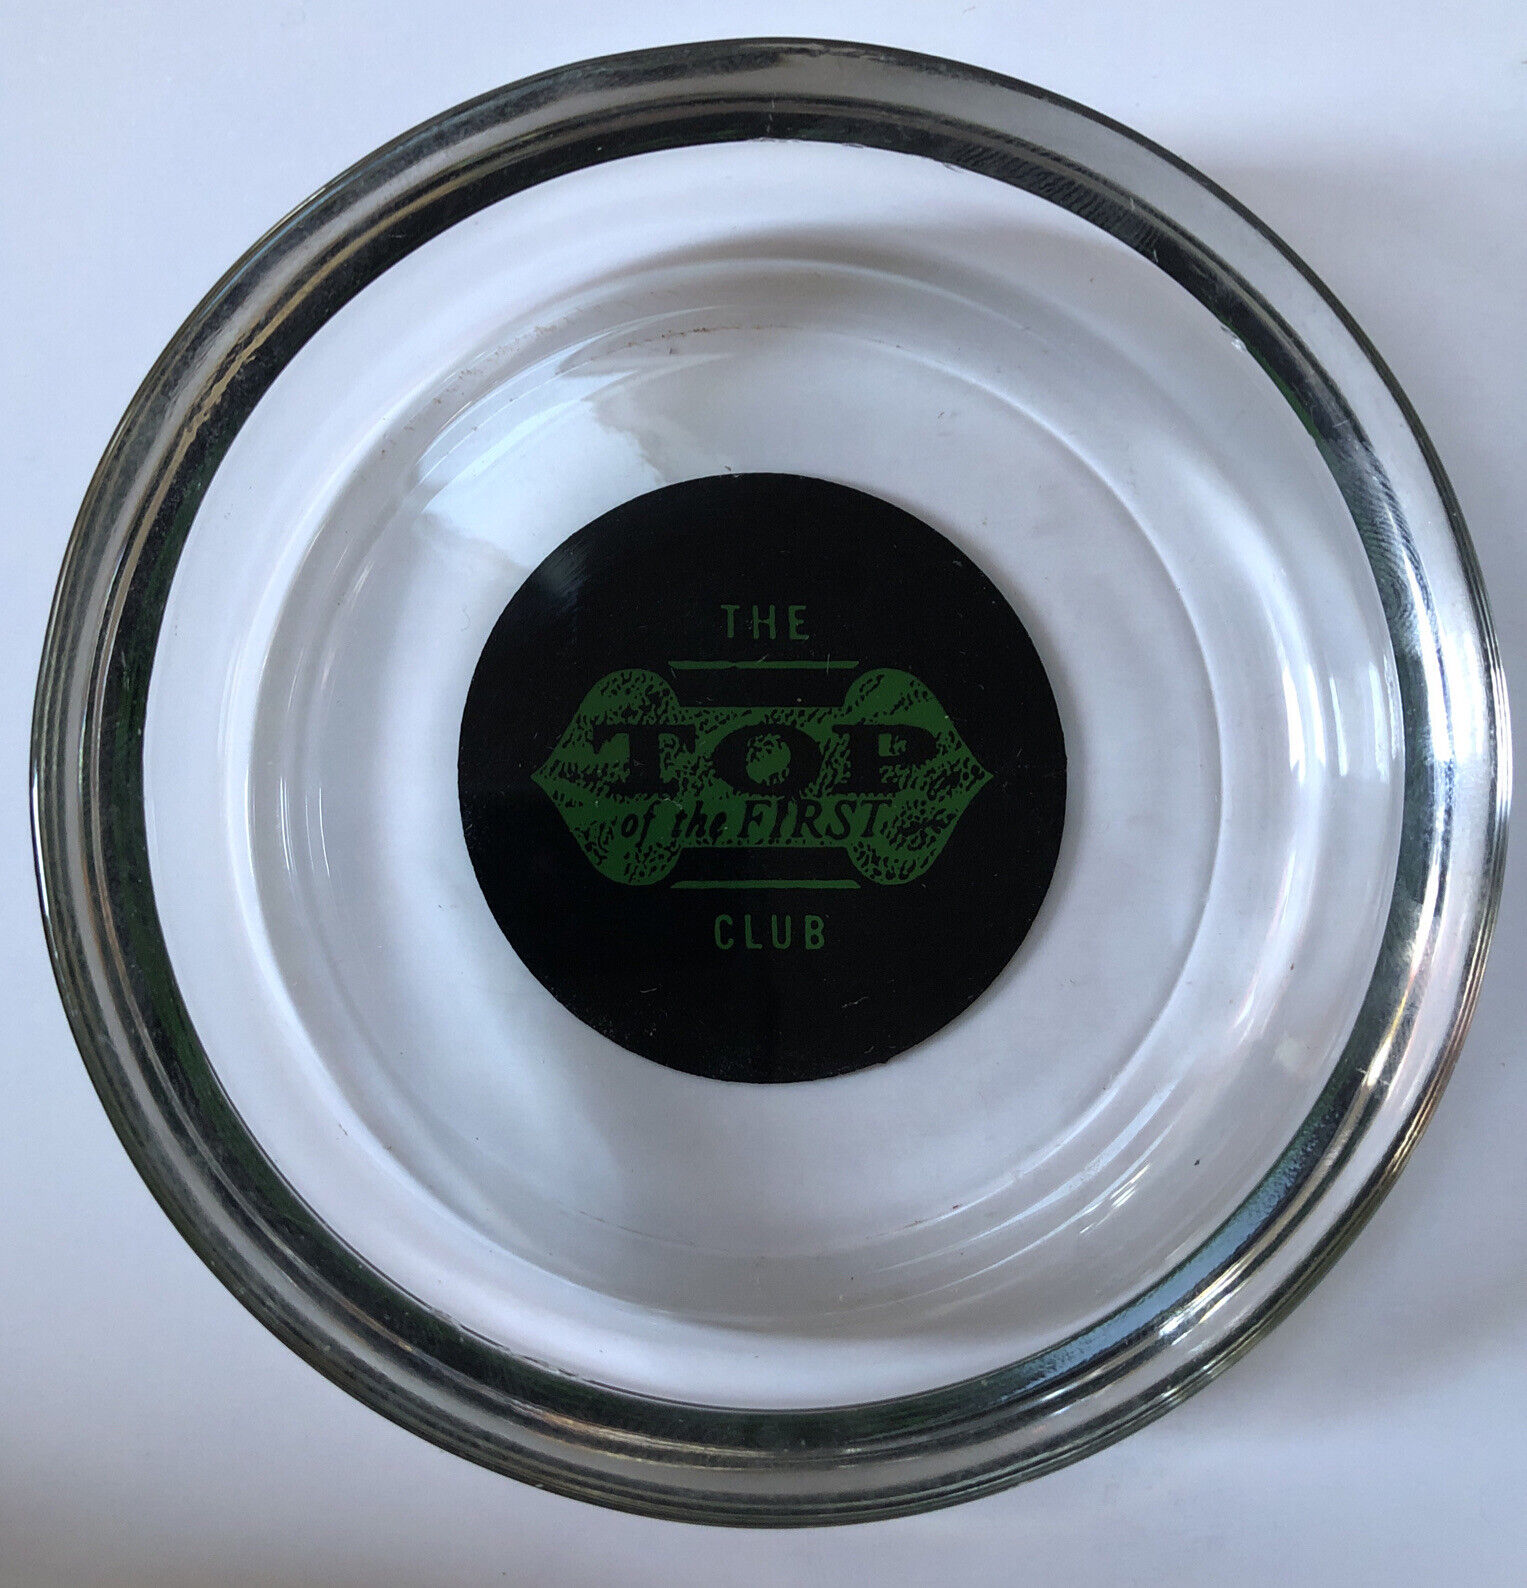 THE
TOP
of the FIRST
CLUB